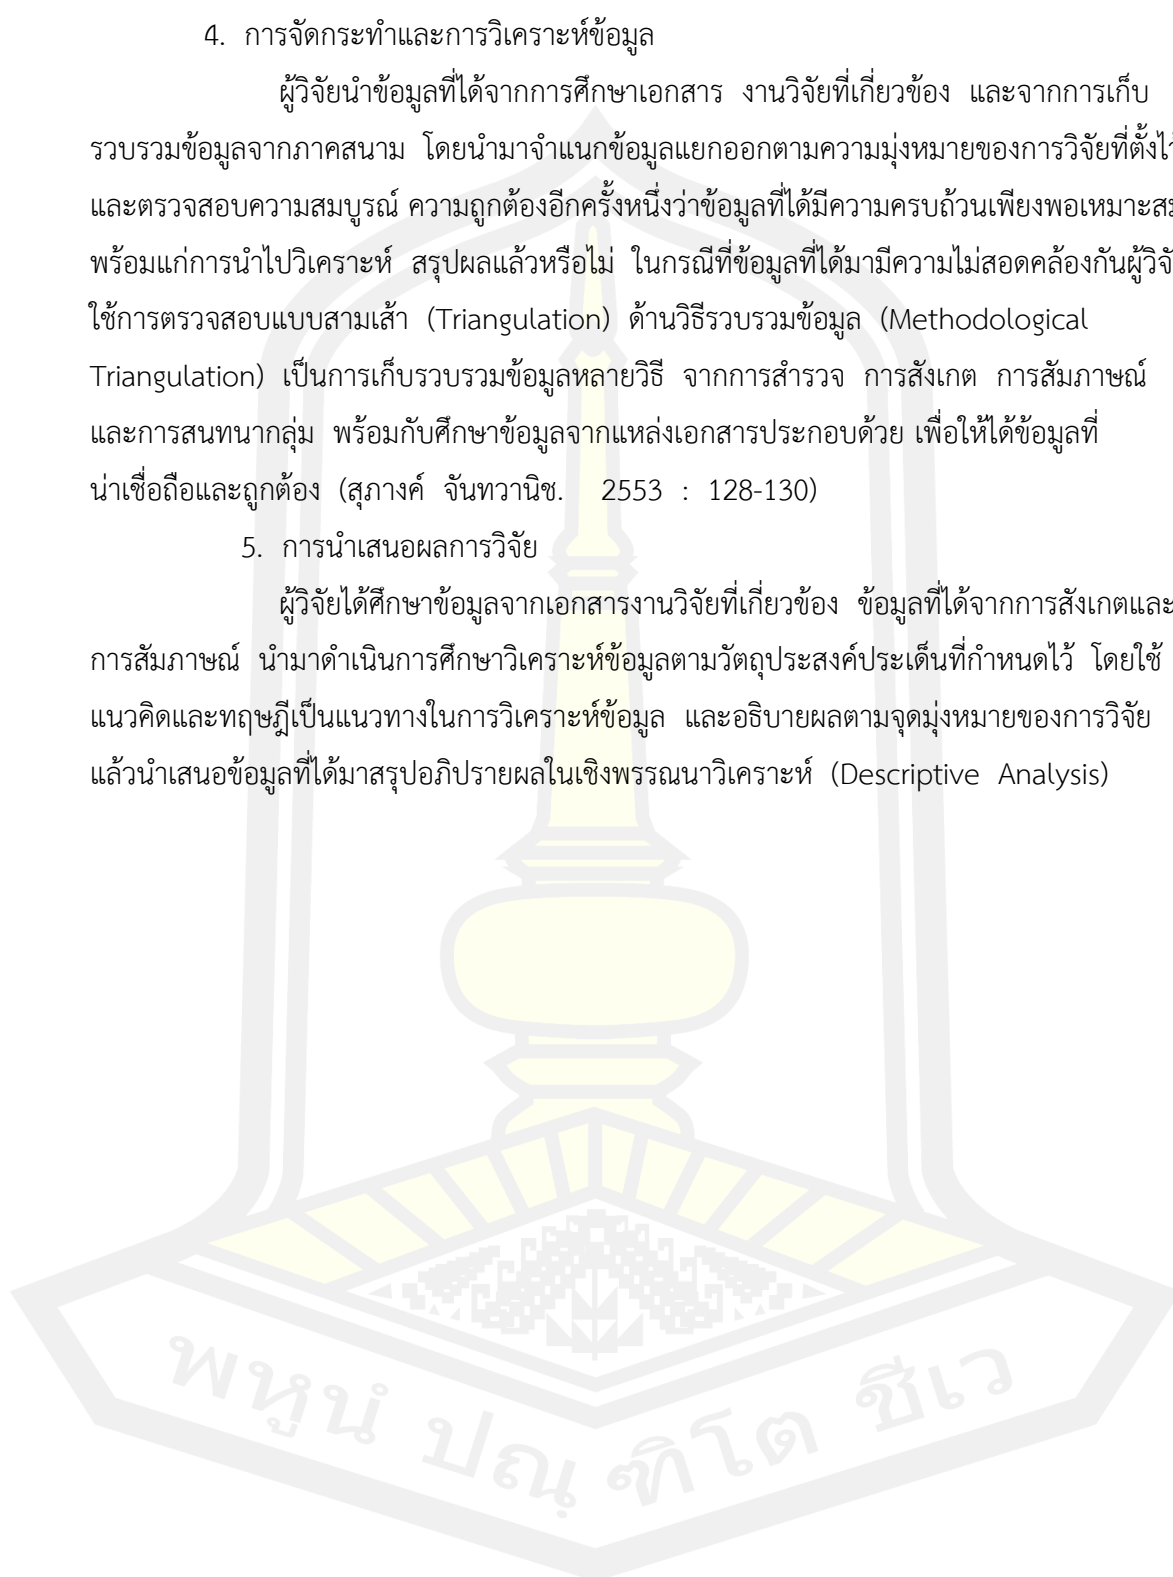 4. การจัดกระทำและการวิเคราะห์ข้อมูล
ผู้วิจัยนำข้อมูลที่ได้จากการศึกษาเอกสาร งานวิจัยที่เกี่ยวข้อง และจากการเก็บ
รวบรวมข้อมูลจากภาคสนาม โดยนำมาจำแนกข้อมูลแยกออกตามความมุ่งหมายของการวิจัยที่ตั้งไว้
และตรวจสอบความสมบูรณ์ ความถูกต้องอีกครั้งหนึ่งว่าข้อมูลที่ได้มีความครบถ้วนเพียงพอเหมาะสม
พร้อมแก่การนำไปวิเคราะห์ สรุปผลแล้วหรือไม่ ในกรณีที่ข้อมูลที่ได้มามีความไม่สอดคล้องกันผู้วิจั
ใช้การตรวจสอบแบบสามเส้า (Triangulation) ด้านวิธีรวบรวมข้อมูล (Methodological
Triangulation) เป็นการเก็บรวบรวมข้อมูลหลายวิธี จากการสำรวจ การสังเกต การสัมภาษณ์
และการสนทนากลุ่ม พร้อมกับศึกษาข้อมูลจากแหล่งเอกสารประกอบด้วย เพื่อให้ได้ข้อมูลที่
น่าเชื่อถือและถูกต้อง (สุภางค์ จันทวานิช. 2553 : 128-130)
5. การนำเสนอผลการวิจัย
ผู้วิจัยได้ศึกษาข้อมูลจากเอกสารงานวิจัยที่เกี่ยวข้อง ข้อมูลที่ได้จากการสังเกตและ
การสัมภาษณ์ นำมาดำเนินการศึกษาวิเคราะห์ข้อมูลตามวัตถุประสงค์ประเด็นที่กำหนดไว้ โดยใช้
แนวคิดและทฤษฎีเป็นแนวทางในการวิเคราะห์ข้อมูล และอธิบายผลตามจุดมุ่งหมายของการวิจัย
แล้วนำเสนอข้อมูลที่ได้มาสรุปอภิปรายผลในเชิงพรรณนาวิเคราะห์ (Descriptive Analysis)
พหูนํ ปณฺฑิโต ชีเว